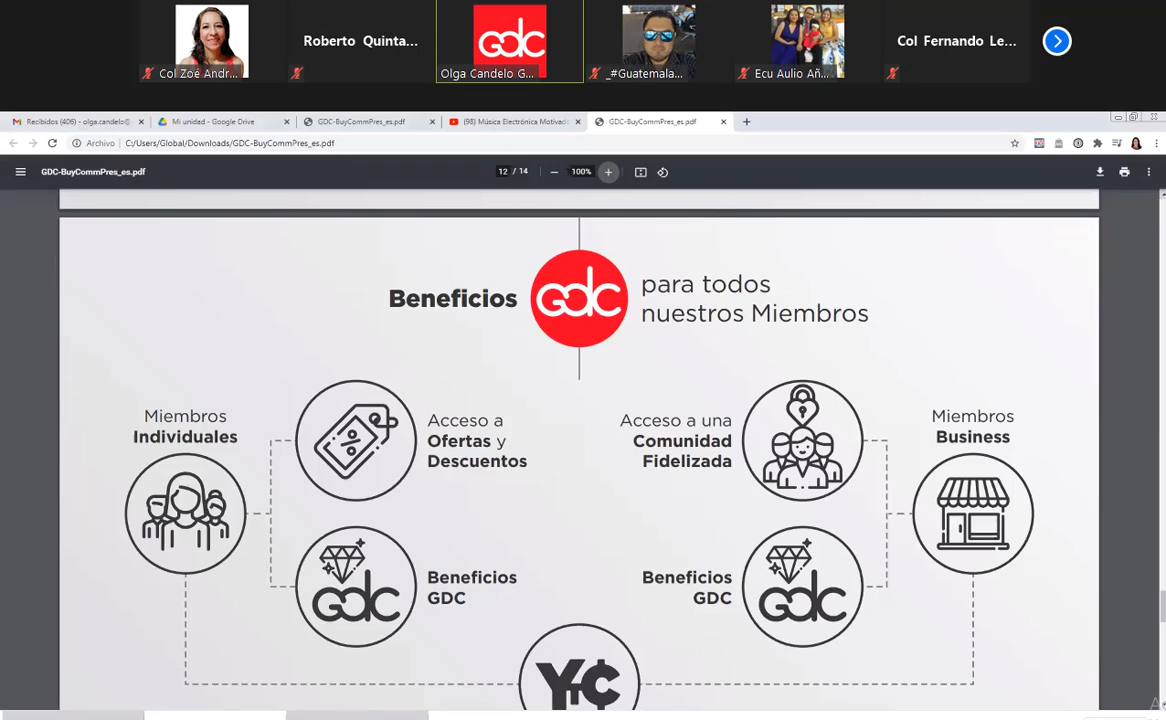 Col Zoé Andr...
Roberto Quinta...
GDC
Olga Candelo G...
_#Guatemala...
Ecu Aulio Añ...
Col Fernando Le...
Recibidos (406) - olga.candelo@
Mi unidad - Google Drive
GDC-BuyCommPres_es.pdf
(98) Música Electrónica Motivado
GDC-BuyCommPres_es.pdf
Archivo
C:/Users/Global/Downloads/GDC-BuyCommPres_es.pdf
GDC-BuyCommPres_es.pdf
12 / 14
100%
Beneficios
GDC
para todos
nuestros Miembros
Miembros
Individuales
Acceso a
Ofertas y
Descuentos
Beneficios
GDC
GDC
Acceso a una
Comunidad
Fidelizada
Miembros
Business
Beneficios
GDC
GDC